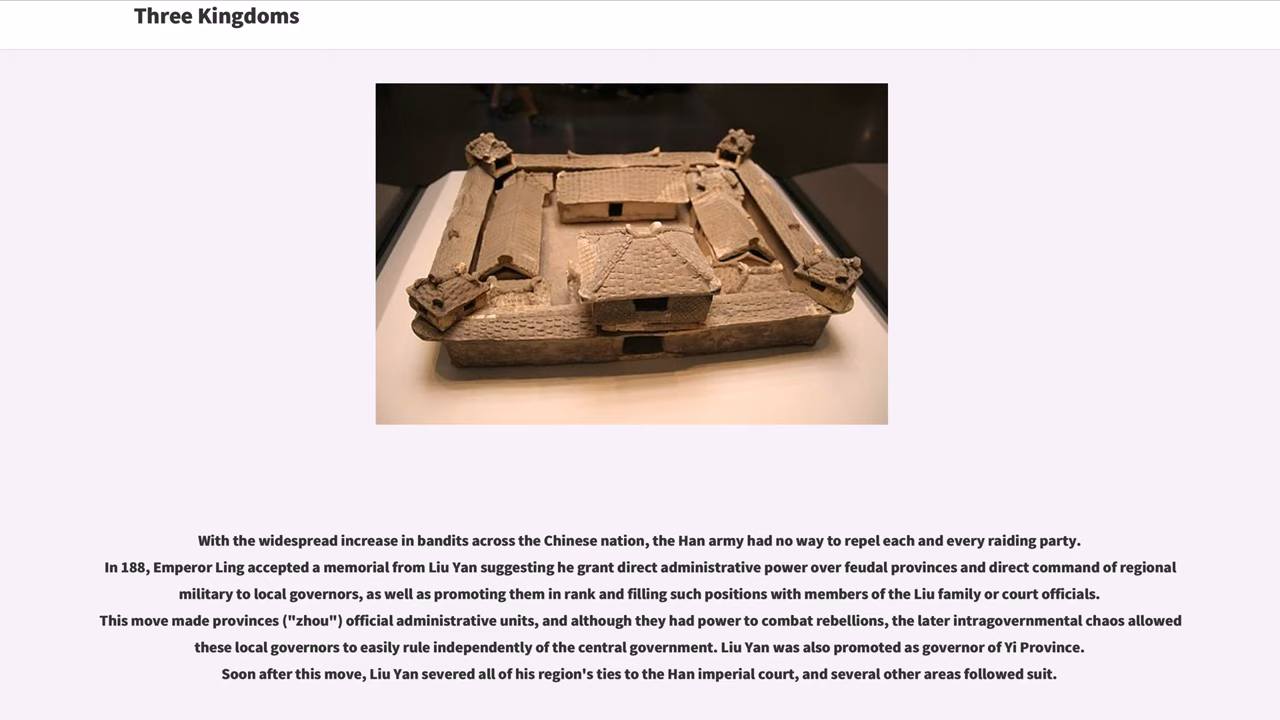 Three Kingdoms
With the widespread increase in bandits across the Chinese nation, the Han army had no way to repel each and every raiding party.
In 188, Emperor Ling accepted a memorial from Liu Yan suggesting he grant direct administrative power over feudal provinces and direct command of regional
military to local governors, as well as promoting them in rank and filling such positions with members of the Liu family or court officials.
This move made provinces ("zhou") official administrative units, and although they had power to combat rebellions, the later intragovernmental chaos allowed
these local governors to easily rule independently of the central government. Liu Yan was also promoted as governor of Yi Province.
Soon after this move, Liu Yan severed all of his region's ties to the Han imperial court, and several other areas followed suit.